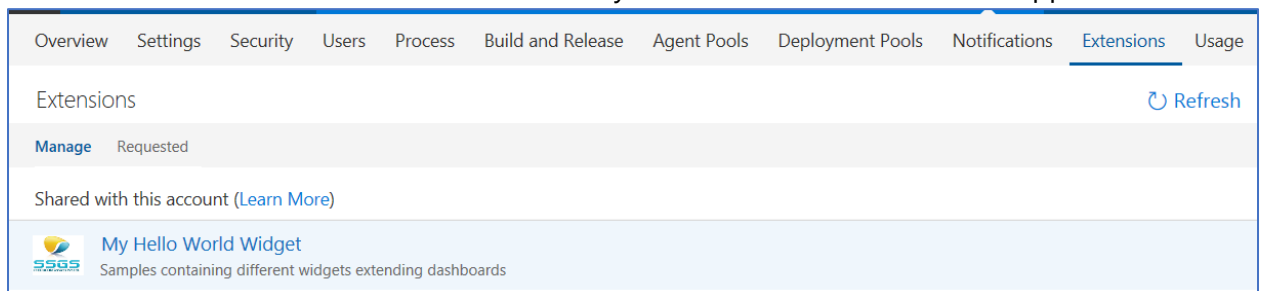 Overview Settings Security Users Process Build and Release Agent Pools Deployment Pools Notifications Extensions Usage
Extensions Refresh
Manage Requested
Shared with this account (Learn More)
My Hello World Widget
SSGS
Samples containing different widgets extending dashboards